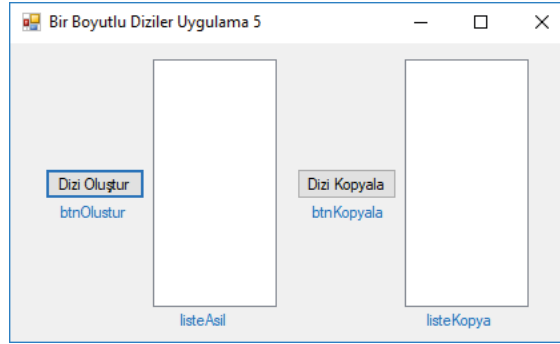 Bir Boyutlu Diziler Uygulama 5
Dizi Oluştur
btnOlustur
Dizi Kopyala
btnKopyala
listeAsil
listeKopya